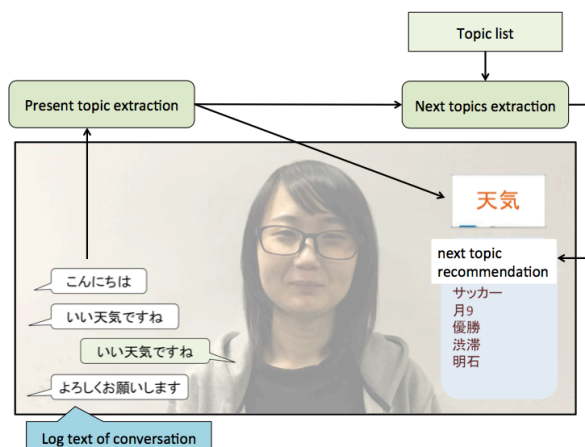 Topic list
Present topic extraction
Next topics extraction
天気
next topic
recommendation
サッカー
月9
優勝
渋滞
明石
こんにちは
いい天気ですね
いい天気ですね
よろしくお願いします
Log text of conversation